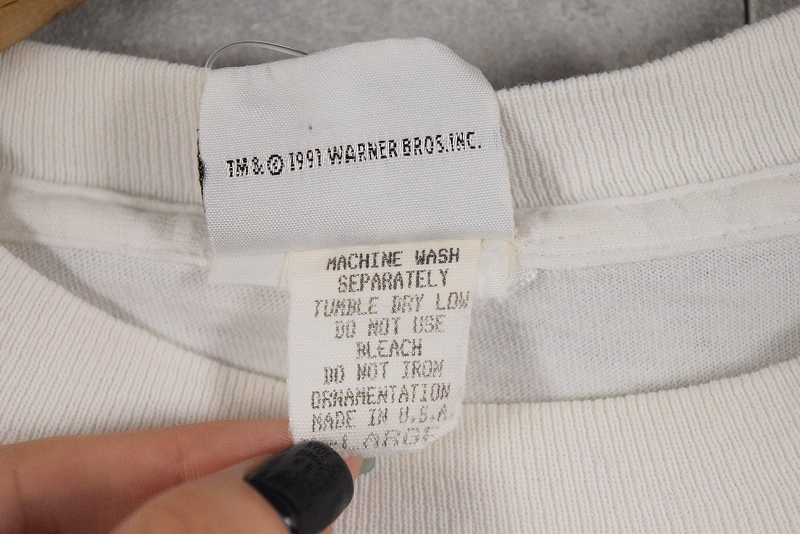 TM & © 1991 WARNER BROS. INC.
MACHINE WASH
SEPARATELY
TUMBLE DRY LOW
DO NOT USE
BLEACH
DO NOT IRON
ORNAMENTATION
MADE IN U.S.A.
LARGE